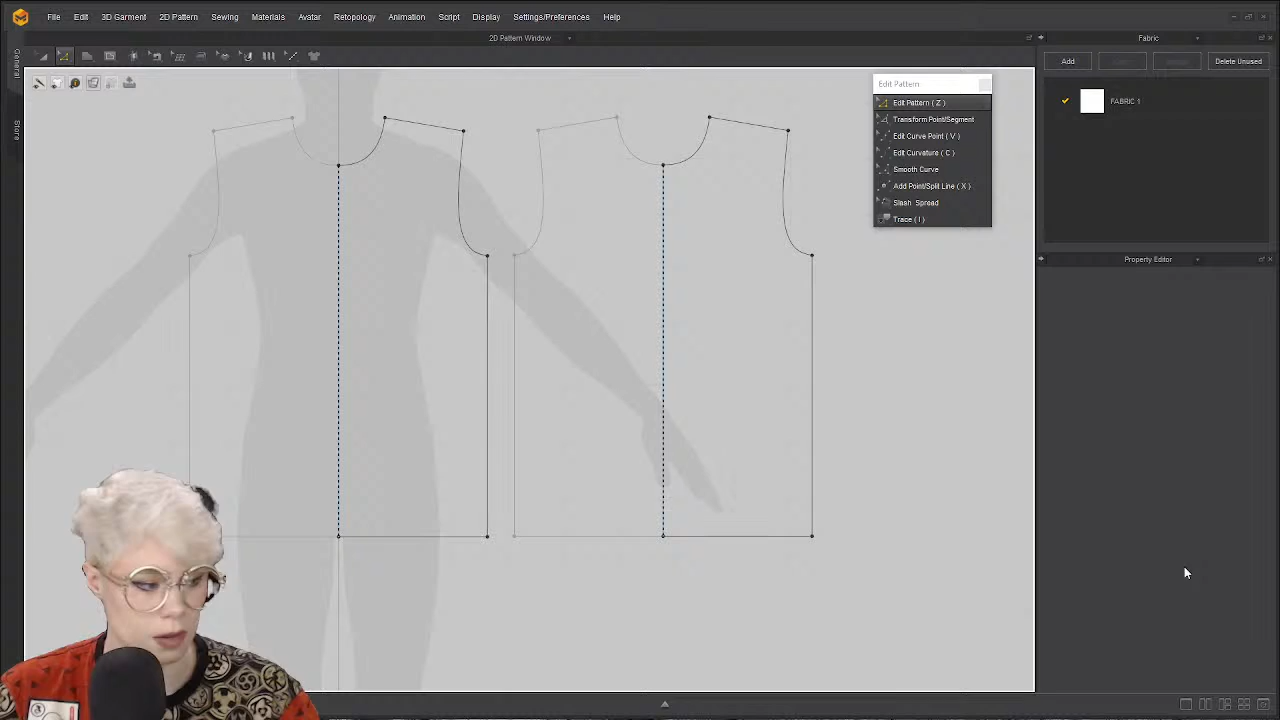 File Edit 3D Garment 2D Pattern Sewing Materials Avatar Retopology Animation Script Display Settings/Preferences Help
2D Pattern Window
Fabric
General
Store
Add
Delete Unused
FABRIC 1
Edit Pattern
Edit Pattern ( Z )
Transform Point/Segment
Edit Curve Point ( V )
Edit Curvature ( C )
Smooth Curve
Add Point/Split Line ( X )
Slash Spread
Trace ( I )
Property Editor